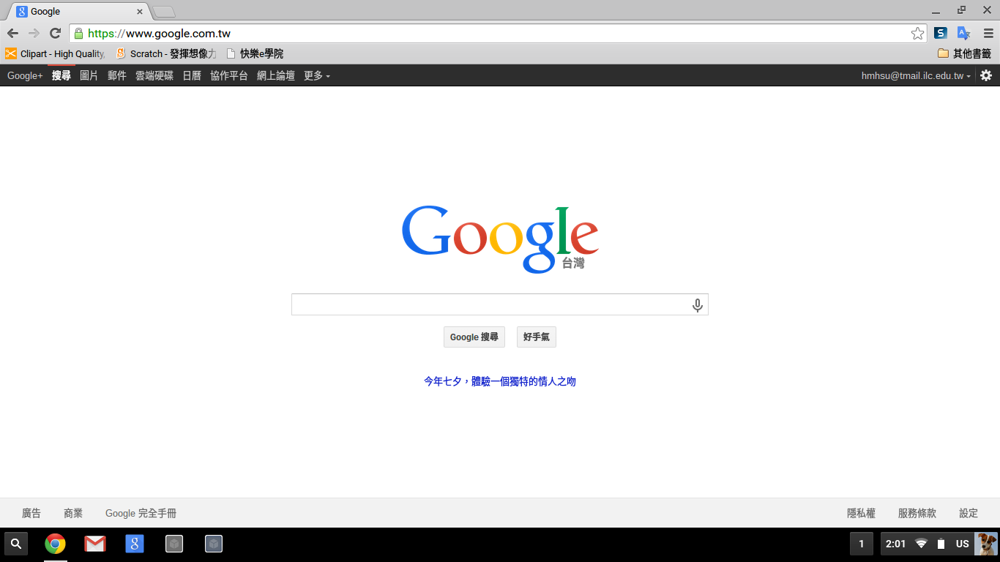 Google
https://www.google.com.tw
Clipart - High Quality, Scratch - 發揮想像力 快樂e學院 其他書籤
Google+ 搜尋 圖片 郵件 雲端硬碟 日曆 協作平台 網上論壇 更多 hmhsu@tmail.ilc.edu.tw
Google
台灣
Google 搜尋 好手氣
今年七夕，體驗一個獨特的情人之吻
廣告 商業 Google 完全手冊 隱私權 服務條款 設定
1 2:01 US